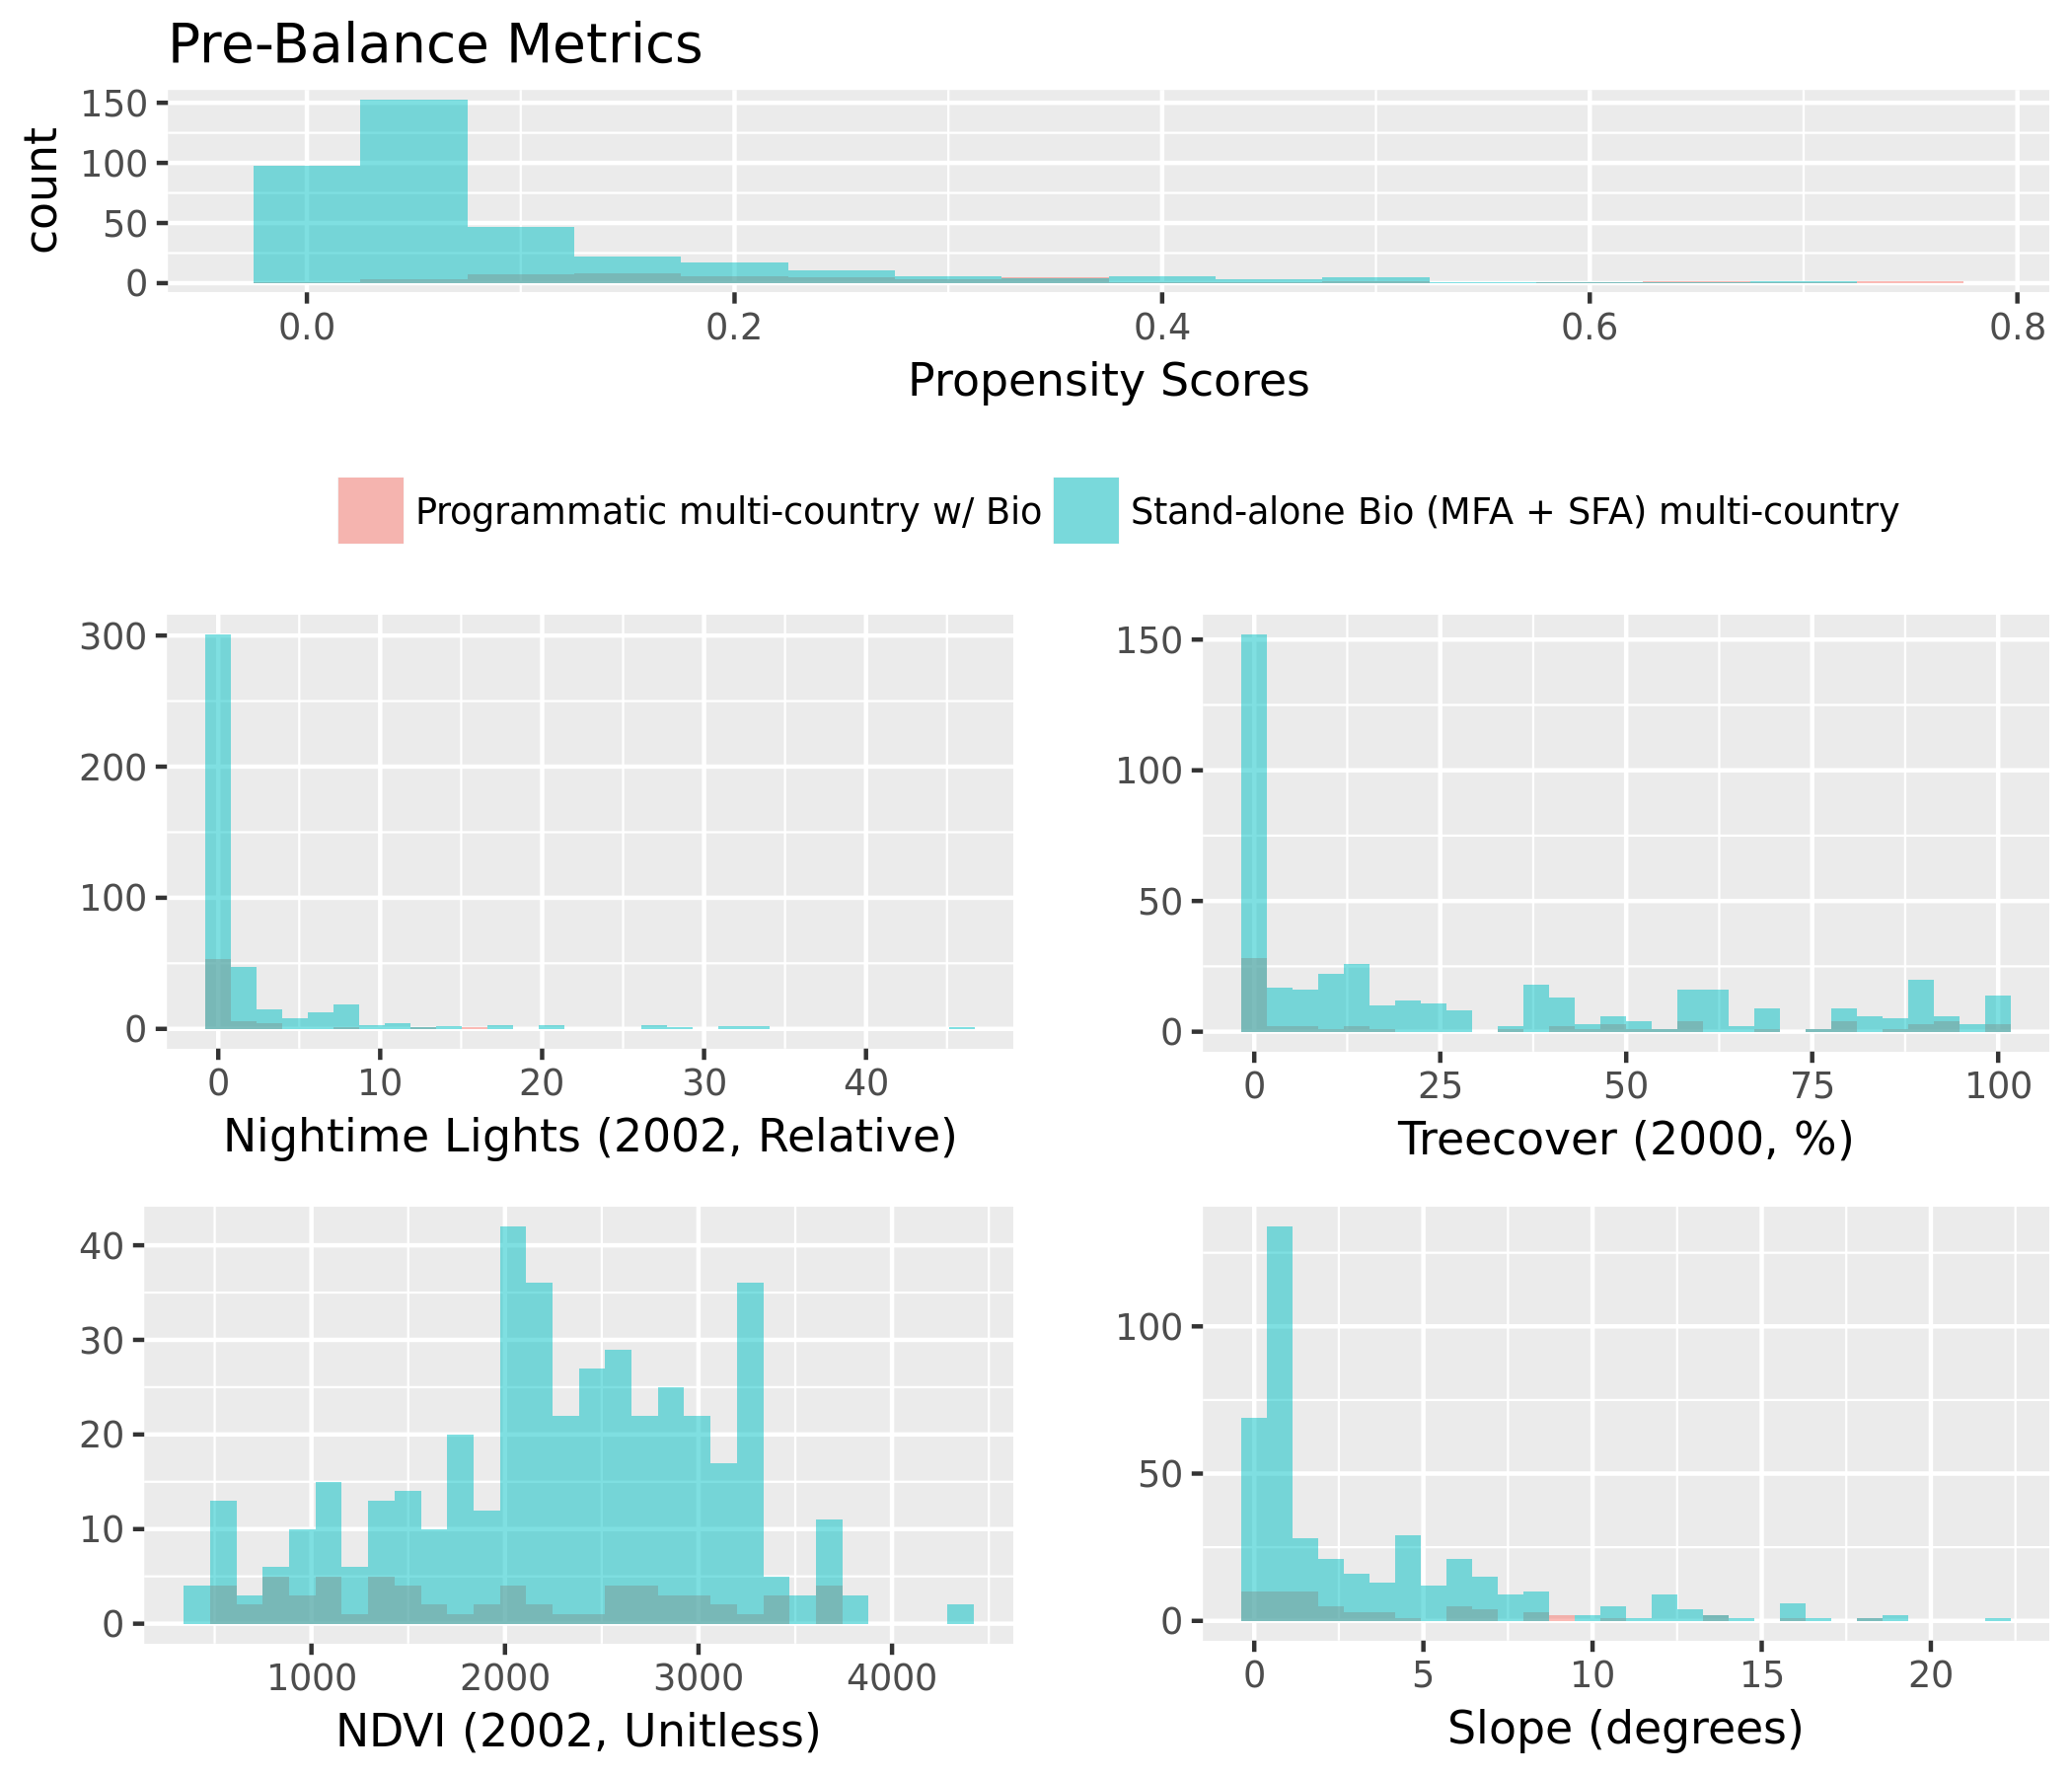 Pre-Balance Metrics
150
100
50
0
count
0.0 0.2 0.4 0.6 0.8
Propensity Scores
Programmatic multi-country w/ Bio Stand-alone Bio (MFA + SFA) multi-country
300
200
100
0
0 10 20 30 40
Nightime Lights (2002, Relative)
150
100
50
0
0 25 50 75 100
Treecover (2000, %)
40
30
20
10
0
1000 2000 3000 4000
NDVI (2002, Unitless)
100
50
0
0 5 10 15 20
Slope (degrees)